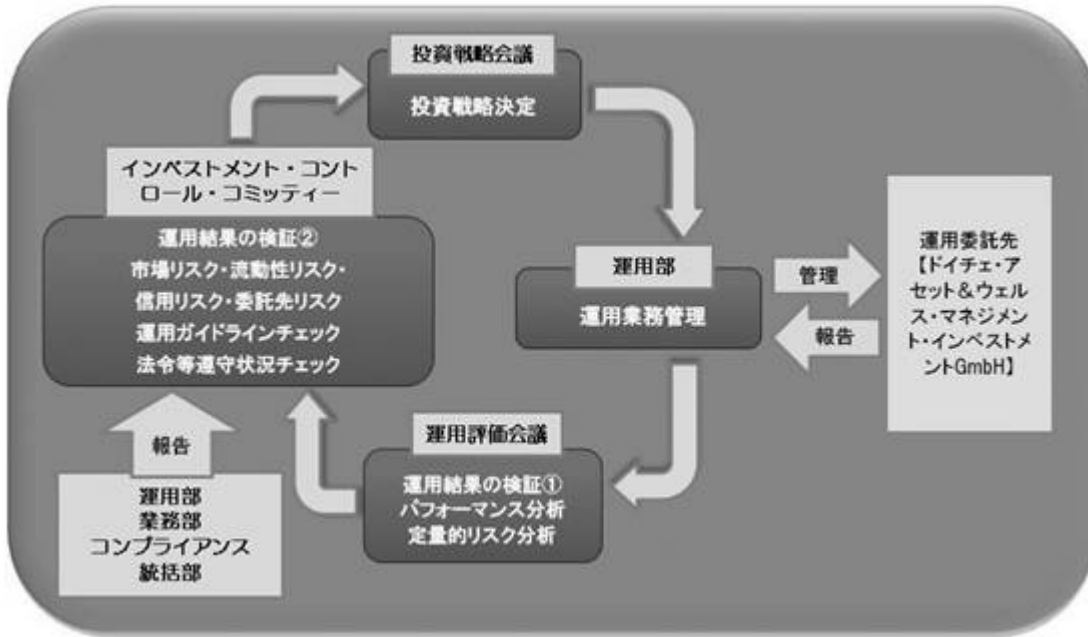 投資戦略会議
投資戦略決定
インベストメント・コント
ロール・コミッティー
運用結果の検証②
市場リスク・流動性リスク・
信用リスク・委託先リスク
運用ガイドラインチェック
法令等遵守状況チェック
運用部
運用業務管理
管理
報告
運用委託先
【ドイチェ・ア
セット&ウェル
ス・マネジメン
ト・インベストメ
ントGmbH】
運用評価会議
運用結果の検証①
パフォーマンス分析
定量的リスク分析
報告
運用部
業務部
コンプライアンス
統括部